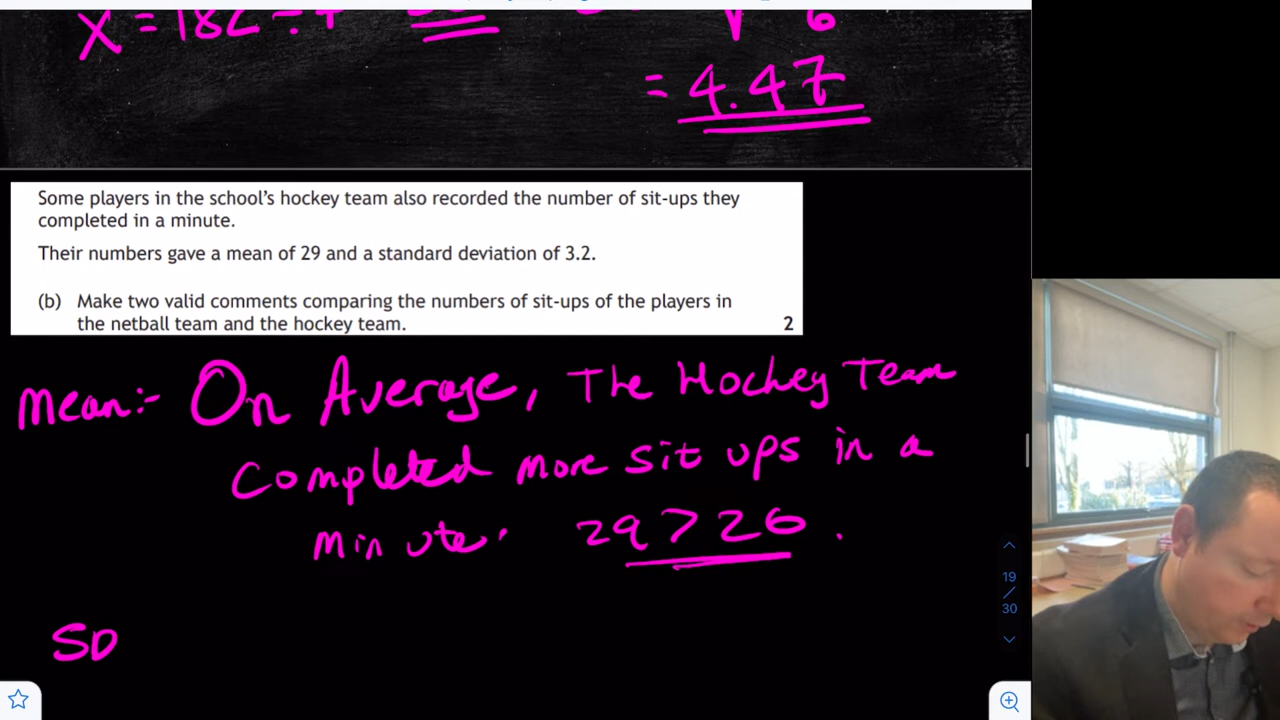 x = 182 ÷ 7
6
= 4.47
Some players in the school's hockey team also recorded the number of sit-ups they
completed in a minute.
Their numbers gave a mean of 29 and a standard deviation of 3.2.
(b) Make two valid comments comparing the numbers of sit-ups of the players in
the netball team and the hockey team.
2
Mean:- On Average, The Hockey Team
Completed more sit ups in a
minute. 29 > 26.
SD
19
/
30